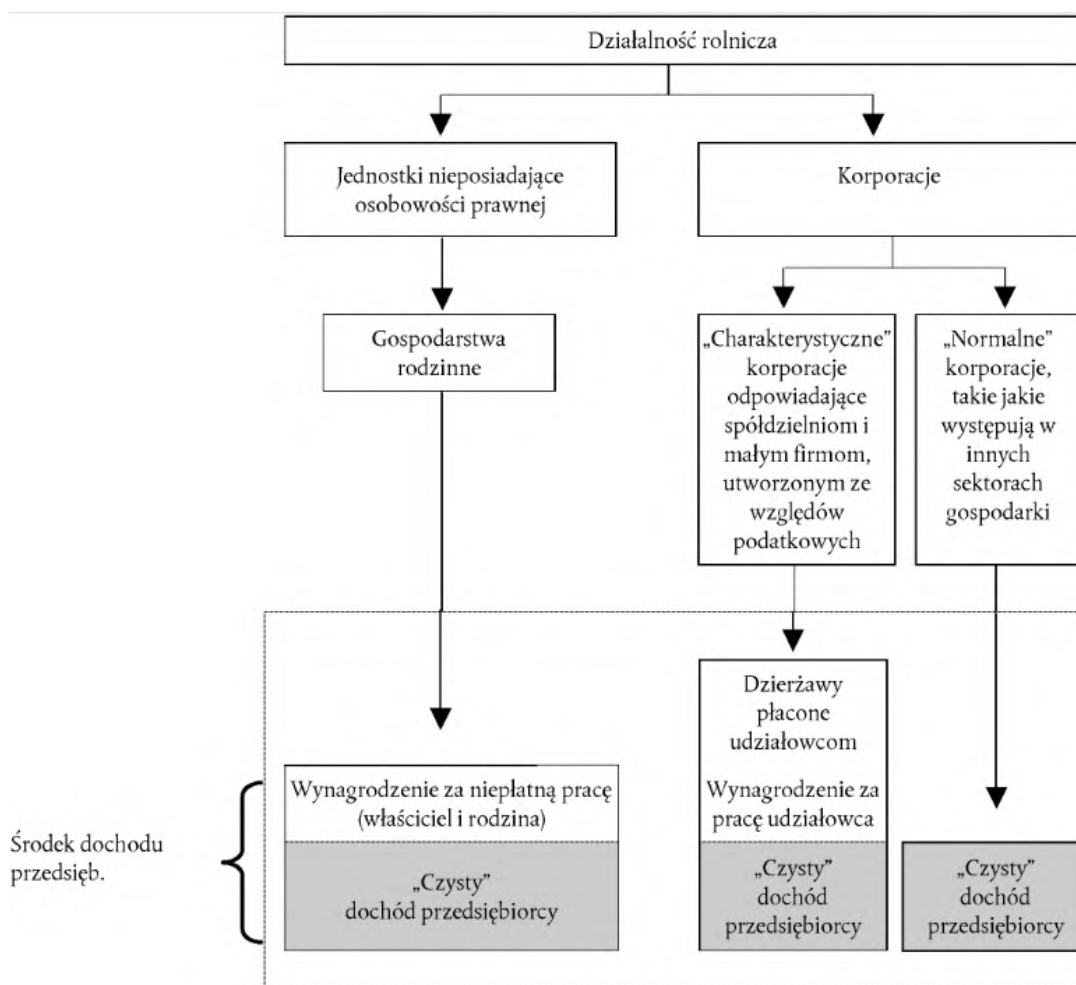 Działalność rolnicza
Jednostki nieposiadające
osobowości prawnej
Korporacje
Gospodarstwa
rodzinne
„Charakterystyczne”
korporacje
odpowiadające
spółdzielniom i
małym firmom,
utworzonym ze
względów
podatkowych
„Normalne”
korporacje,
takie jakie
występują w
innych
sektorach
gospodarki
Dzierżawy
płacone
udziałowcom
Wynagrodzenie za niepłatną pracę
(właściciel i rodzina)
Wynagrodzenie za
pracę udziałowca
Środek dochodu
przedsięb.
„Czysty”
dochód przedsiębiorcy
„Czysty”
dochód
przedsiębiorcy
„Czysty”
dochód
przedsiębiorcy